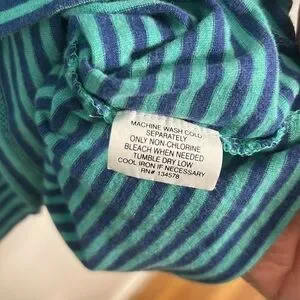 MACHINE WASH COLD
SEPARATELY
ONLY NON-CHLORINE
BLEACH WHEN NEEDED
TUMBLE DRY LOW
COOL IRON IF NECESSARY
RN# 134578